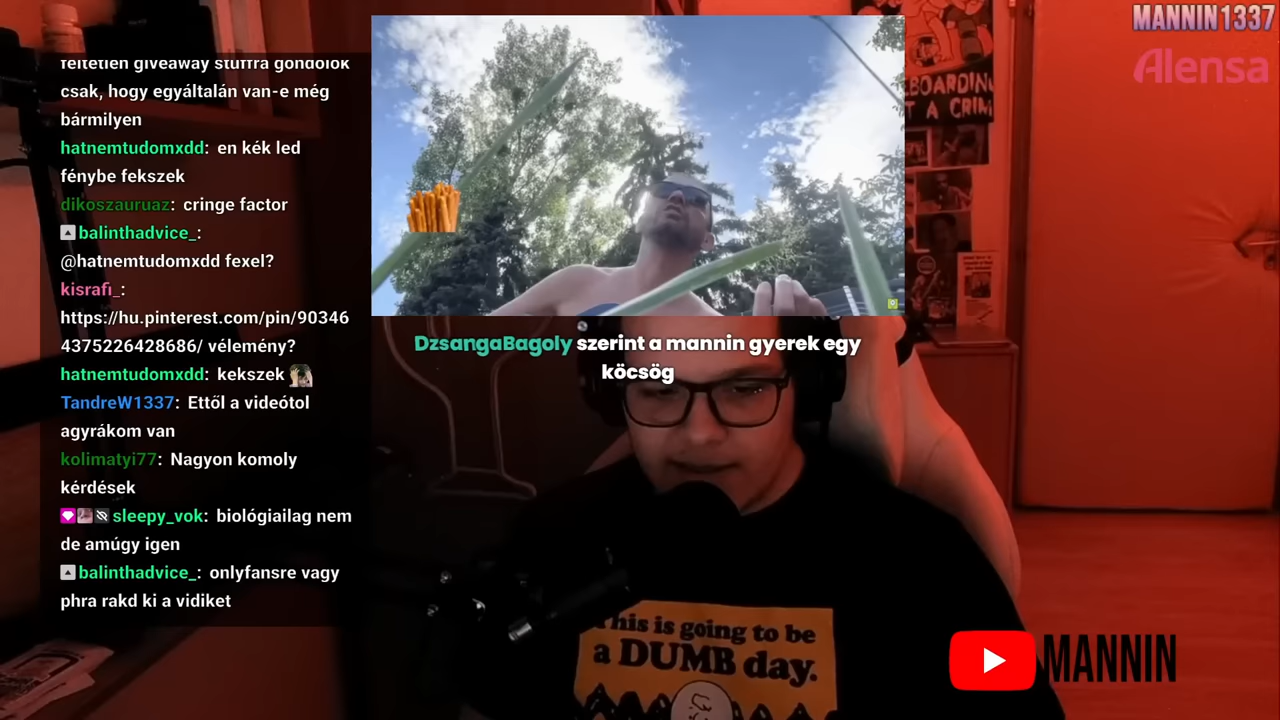 feltétlen giveaway stuffra gondolok
csak, hogy egyáltalán van-e még
bármilyen
hatnemtudomxdd: en kék led
fénybe fekszek
dikoszauruaz: cringe factor
balinthadvice_:
@hatnemtudomxdd fexel?
kisrafi_:
https://hu.pinterest.com/pin/90346
4375226428686/ vélemény?
hatnemtudomxdd: kekszek
TandreW1337: Ettől a videótol
agyrákom van
kolimatyi77: Nagyon komoly
kérdések
sleepy_vok: biológiailag nem
de amúgy igen
balinthadvice_: onlyfansre vagy
phra rakd ki a vidiket
DzsangaBagoly szerint a mannin gyerek egy
köcsög
MANNIN1337
Alensa
BOARDING
T A CRIM
This is going to be
a DUMB day.
MANNIN